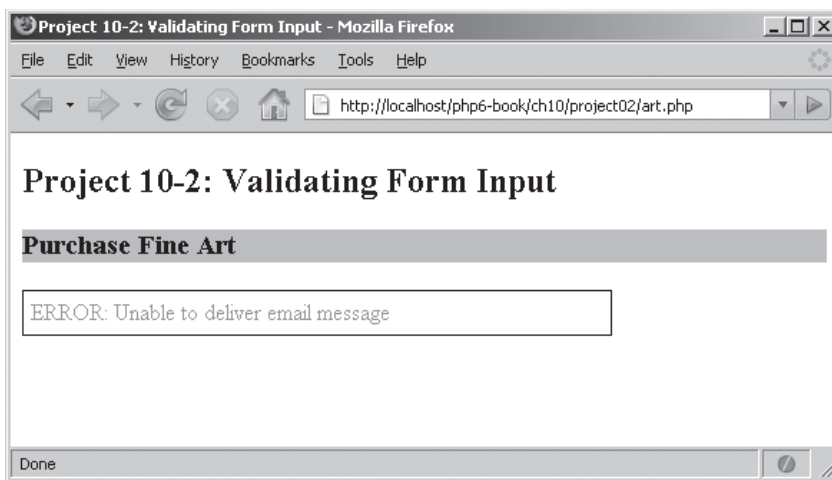 Project 10-2: Validating Form Input - Mozilla Firefox
File Edit View History Bookmarks Tools Help
http://localhost/php6-book/ch10/project02/art.php
Project 10-2: Validating Form Input
Purchase Fine Art
ERROR: Unable to deliver email message
Done